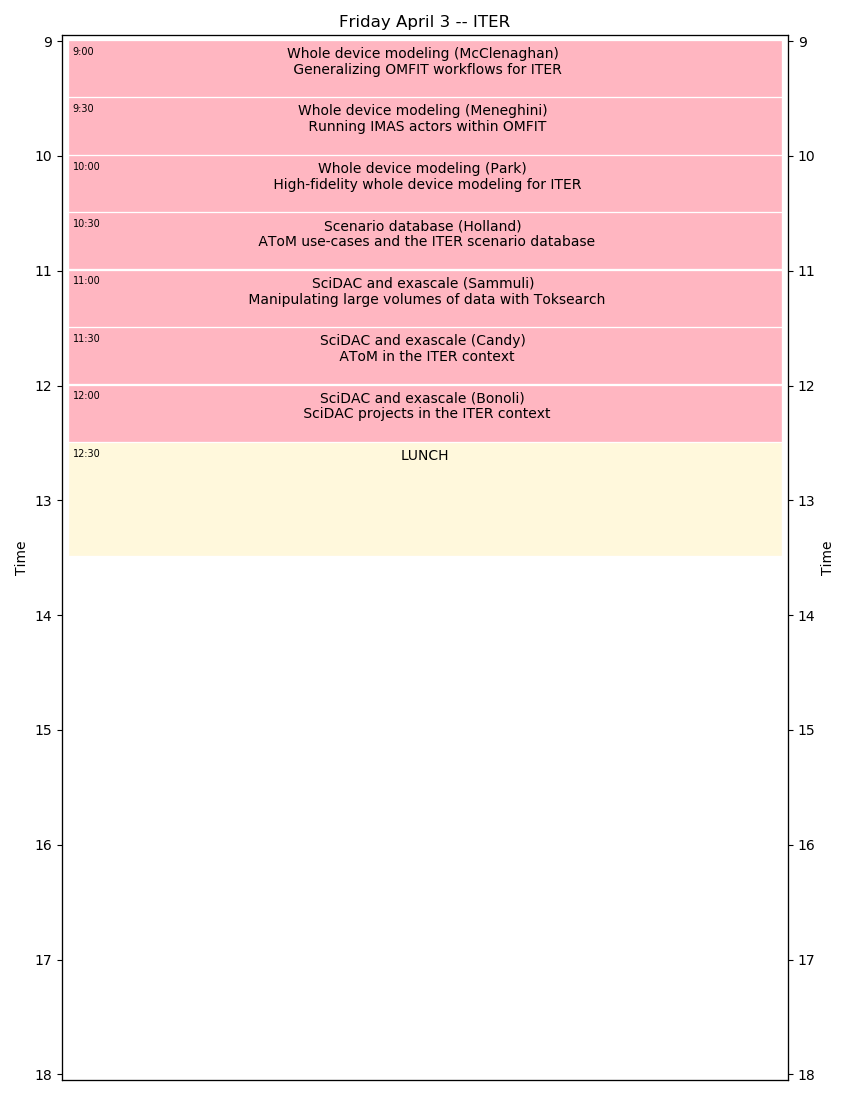 Friday April 3 -- ITER
9 9
9:00 Whole device modeling (McClenaghan)
Generalizing OMFIT workflows for ITER
9:30 Whole device modeling (Meneghini)
Running IMAS actors within OMFIT
10 10
10:00 Whole device modeling (Park)
High-fidelity whole device modeling for ITER
10:30 Scenario database (Holland)
AToM use-cases and the ITER scenario database
11 11
11:00 SciDAC and exascale (Sammuli)
Manipulating large volumes of data with Toksearch
11:30 SciDAC and exascale (Candy)
AToM in the ITER context
12 12
12:00 SciDAC and exascale (Bonoli)
SciDAC projects in the ITER context
12:30 LUNCH
13 13
Time Time
14 14
15 15
16 16
17 17
18 18